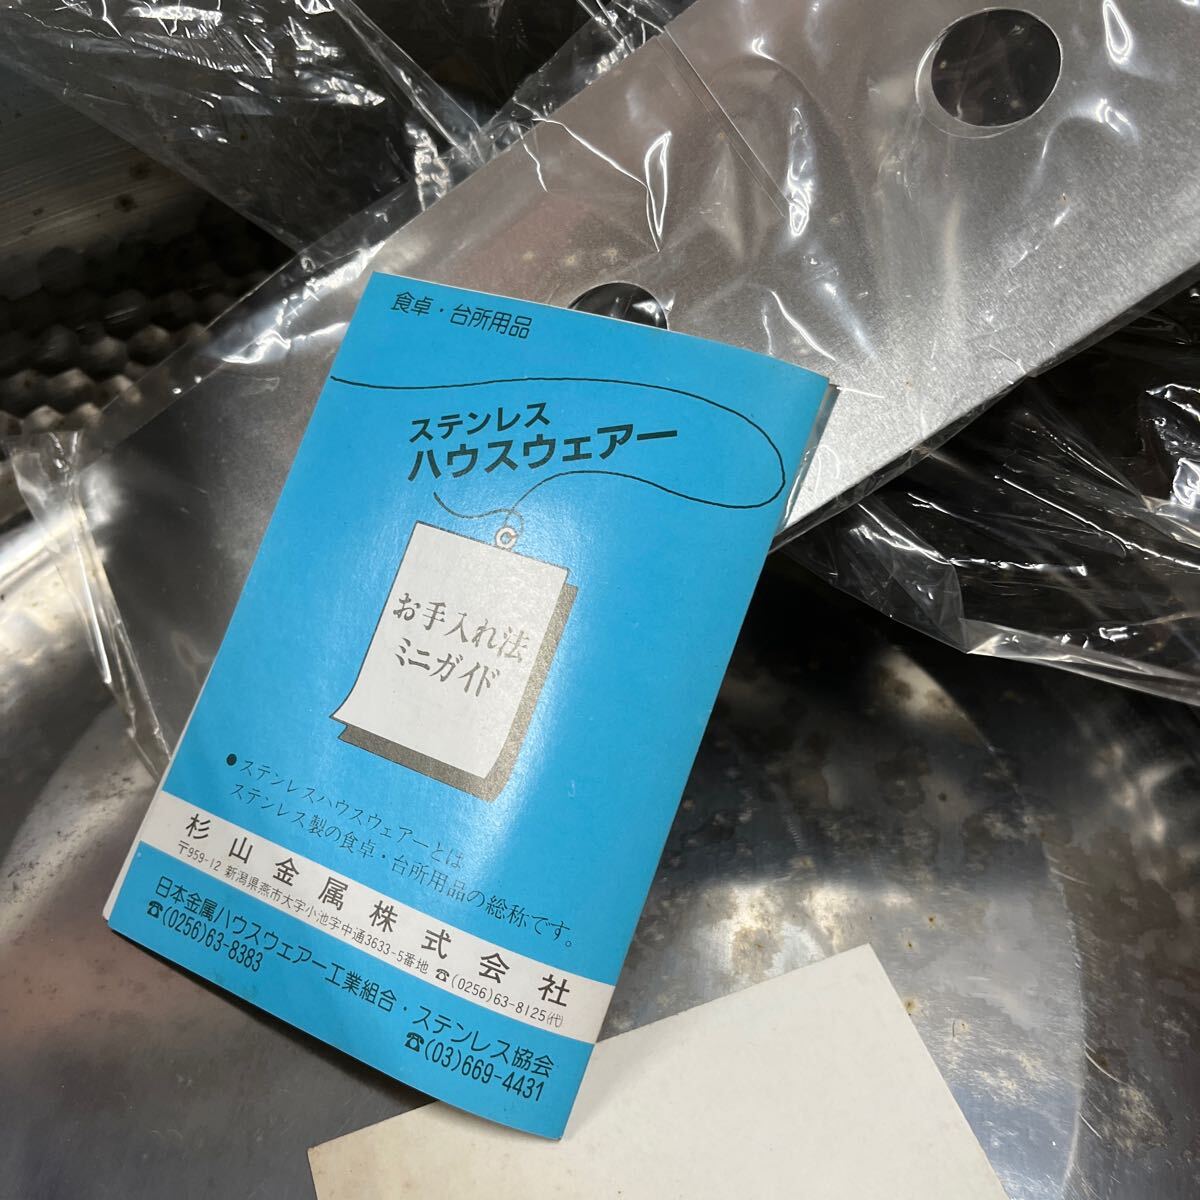 食卓・台所用品
ステンレス
ハウスウェアー
お手入れ法
ミニガイド
●ステンレスハウスウェアーとは
ステンレス製の食卓・台所用品の総称です。
杉山金属株式会社
〒959-12 新潟県燕市大字小池字中通3633-5番地 ☎(0256)63-8125(代)
日本金属ハウスウェアー工業組合・ステンレス協会
☎(0256)63-8383
☎(03)669-4431